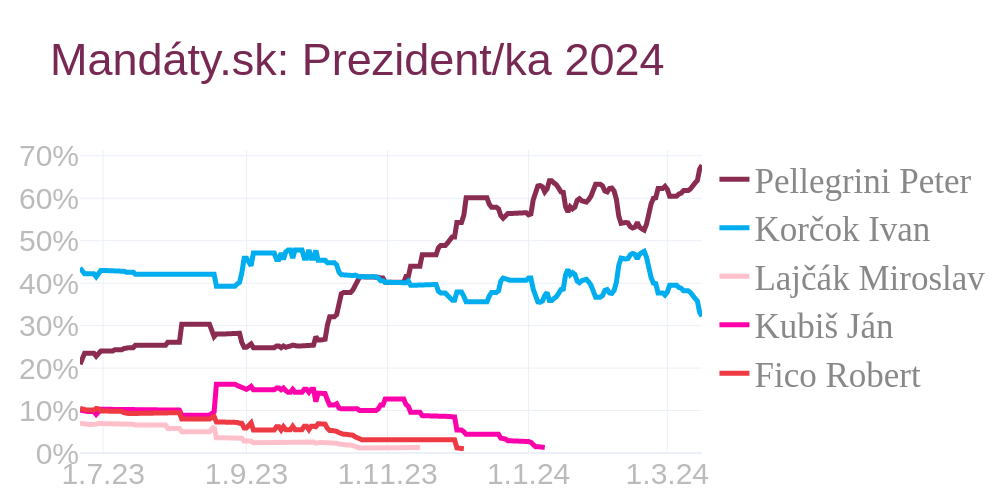 Mandáty.sk: Prezident/ka 2024
70%
60%
50%
40%
30%
20%
10%
0%
1.7.23
1.9.23
1.11.23
1.1.24
1.3.24
Pellegrini Peter
Korčok Ivan
Lajčák Miroslav
Kubiš Ján
Fico Robert